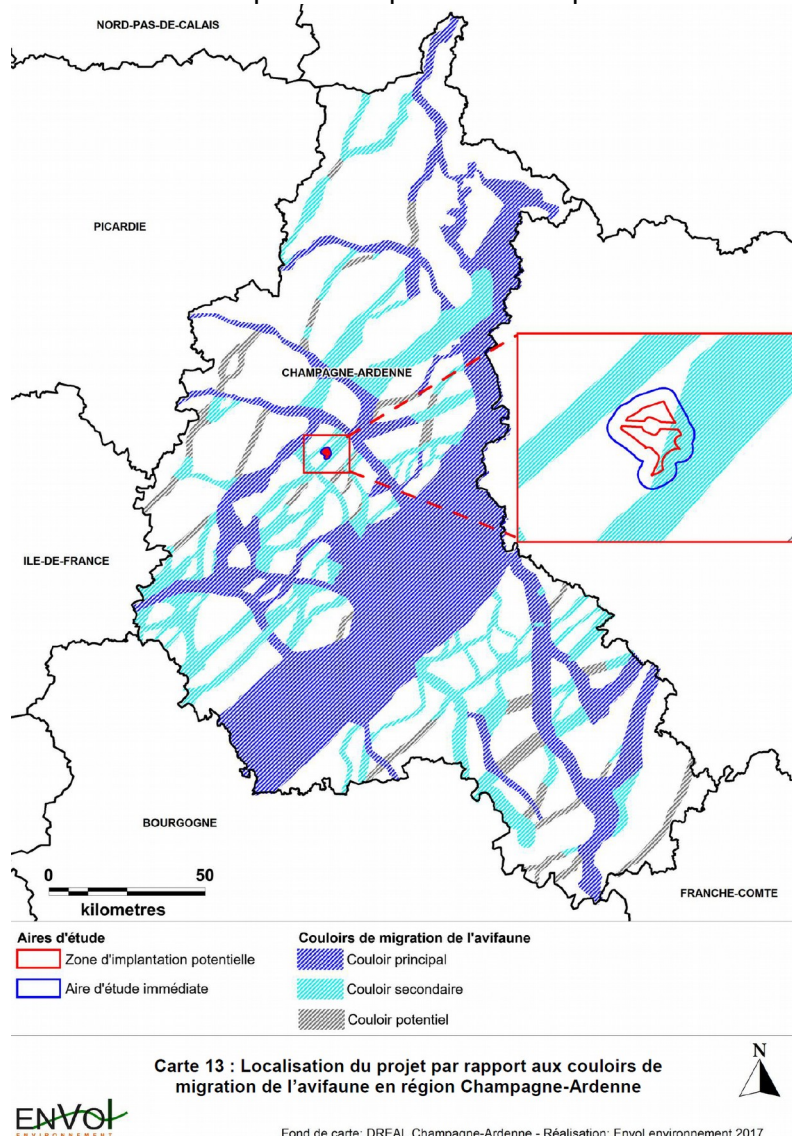 NORD-PAS-DE-CALAIS
PICARDIE
CHAMPAGNE-ARDENNE
ILE-DE-FRANCE
BOURGOGNE
FRANCHE-COMTE
0 50
kilometres
Aires d'étude
Zone d'implantation potentielle
Aire d'étude immédiate
Couloirs de migration de l'avifaune
Couloir principal
Couloir secondaire
Couloir potentiel
Carte 13 : Localisation du projet par rapport aux couloirs de
migration de l'avifaune en région Champagne-Ardenne
N
ENVOl
ENVIRONNEMENT
Fond de carte: DREAL Champagne-Ardenne - Réalisation: Envol environnement 2017